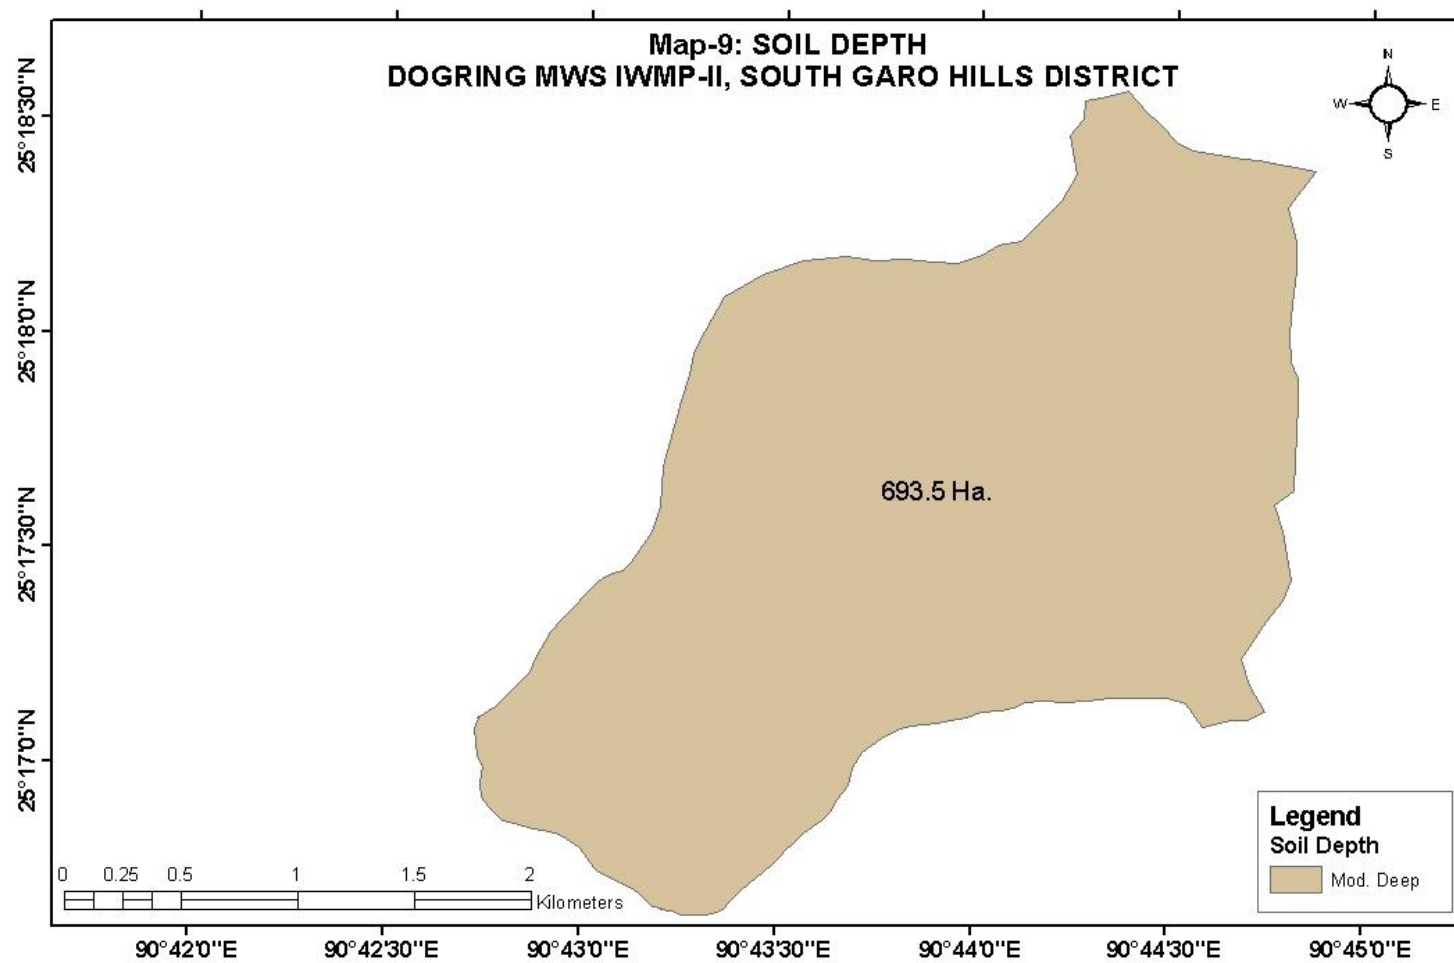 Map-9: SOIL DEPTH
DOGRING MWS IWMP-II, SOUTH GARO HILLS DISTRICT
N
W E
S
25°18'30"N
25°18'0"N
25°17'30"N
25°17'0"N
693.5 Ha.
Legend
Soil Depth
Mod. Deep
0 0.25 0.5 1 1.5 2
Kilometers
90°42'0"E 90°42'30"E 90°43'0"E 90°43'30"E 90°44'0"E 90°44'30"E 90°45'0"E